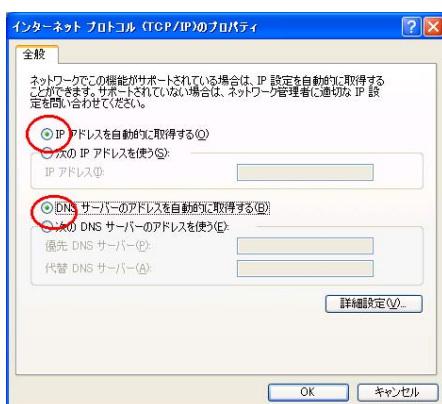 インターネット プロトコル (TCP/IP)のプロパティ
全般
ネットワークでこの機能がサポートされている場合は、IP 設定を自動的に取得する
ことができます。サポートされていない場合は、ネットワーク管理者に適切な IP 設
定を問い合わせてください。
IP アドレスを自動的に取得する(O)
次の IP アドレスを使う(S):
IP アドレス(I):
DNS サーバーのアドレスを自動的に取得する(B)
次の DNS サーバーのアドレスを使う(E):
優先 DNS サーバー(P):
代替 DNS サーバー(A):
詳細設定(V)...
OK
キャンセル